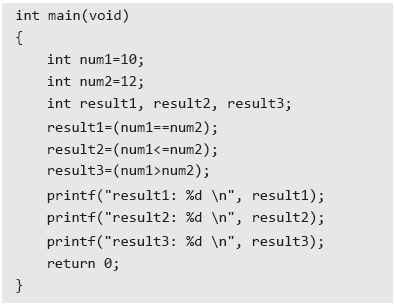 int main(void)
{
    int num1=10;
    int num2=12;
    int result1, result2, result3;
    result1=(num1==num2);
    result2=(num1<=num2);
    result3=(num1>num2);
    printf("result1: %d \n", result1);
    printf("result2: %d \n", result2);
    printf("result3: %d \n", result3);
    return 0;
}